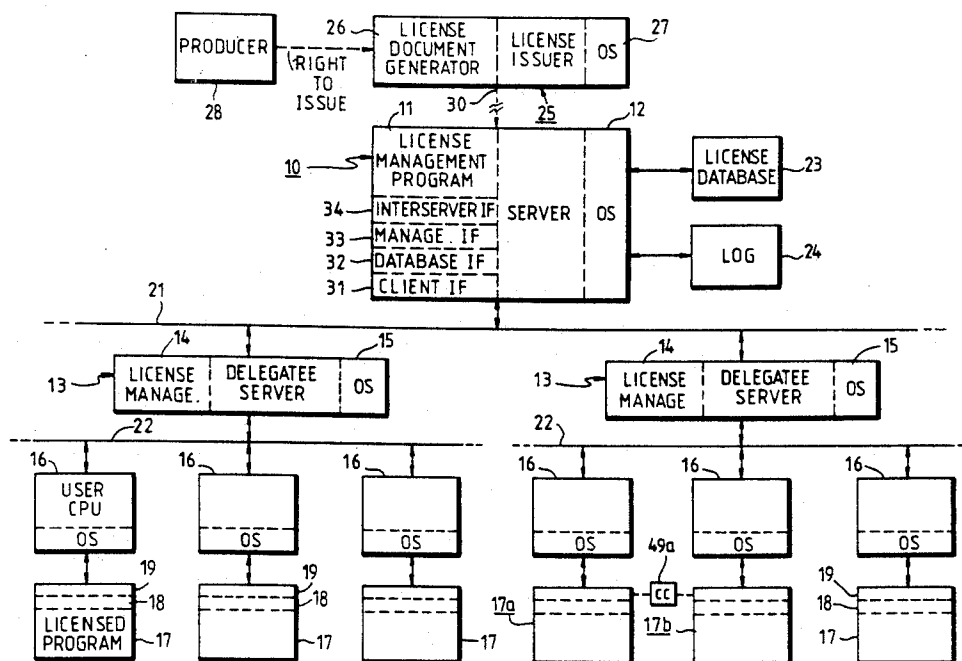 26 LICENSE DOCUMENT GENERATOR LICENSE ISSUER OS 27
PRODUCER
28
RIGHT TO ISSUE
30 25
11 12
10
LICENSE MANAGEMENT PROGRAM
SERVER
OS
34 INTERSERVER IF
33 MANAGE. IF
32 DATABASE IF
31 CLIENT IF
LICENSE DATABASE 23
LOG 24
21
14 15
13 LICENSE MANAGE. DELEGATEE SERVER OS
14 15
13 LICENSE MANAGE DELEGATEE SERVER OS
22
22
16 16 16 16 16 16
USER CPU
OS OS OS OS OS OS
49a
CC
19 19 19
18 18 18
LICENSED PROGRAM 17 17 17 17a 17b 17